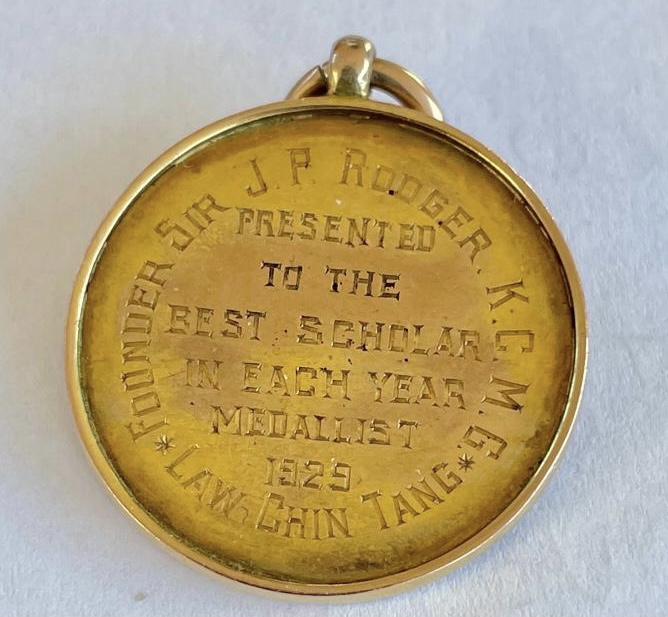 FOUNDER SIR J. P. RODGER. K. C. M. G.
PRESENTED
TO THE
BEST SCHOLAR
IN EACH YEAR
MEDALLIST
1929
* LAW CHIN TANG *